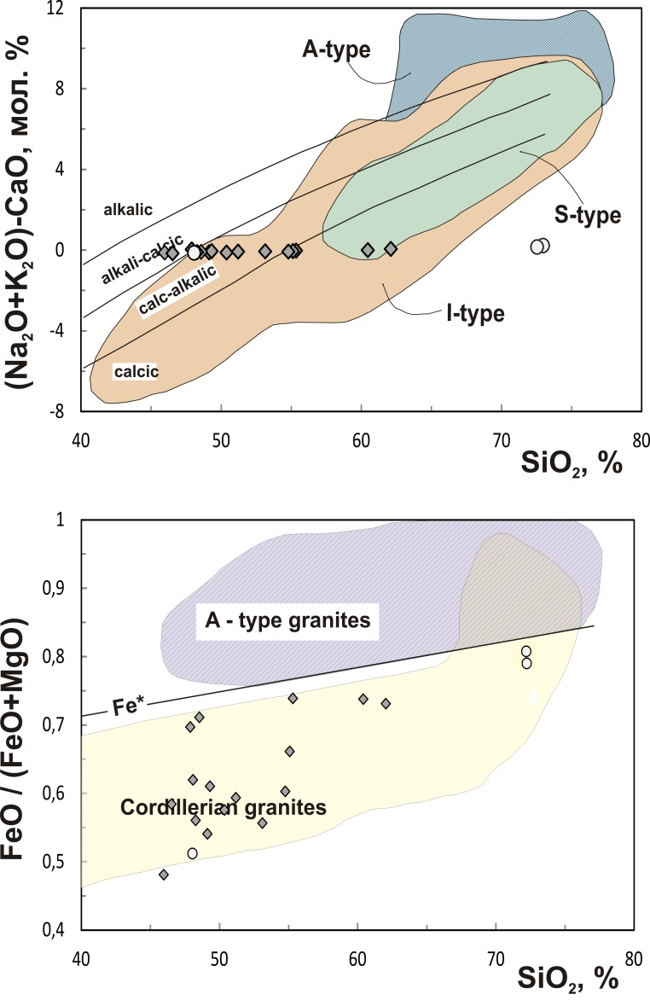 12
8
4
0
-4
-8
(Na2O+K2O)-CaO, мол. %
A-type
alkalic
alkali-calcic
calc-alkalic
calcic
S-type
I-type
40
50
60
70
80
SiO2, %
1
0,9
0,8
0,7
0,6
0,5
0,4
FeO / (FeO+MgO)
A - type granites
Fe*
Cordillerian granites
40
50
60
70
80
SiO2, %